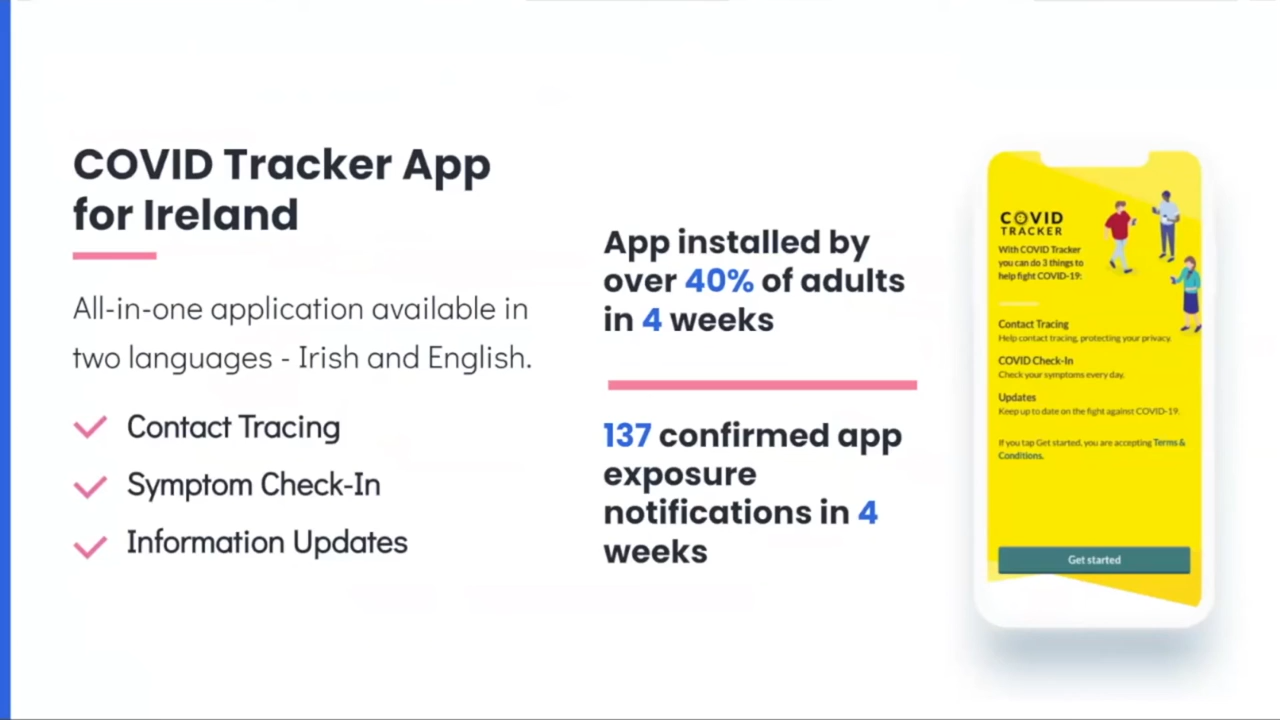 COVID Tracker App
for Ireland
All-in-one application available in
two languages - Irish and English.
Contact Tracing
Symptom Check-In
Information Updates
App installed by
over 40% of adults
in 4 weeks
137 confirmed app
exposure
notifications in 4
weeks
COVID
TRACKER
With COVID Tracker
you can do 3 things to
help fight COVID-19:
Contact Tracing
Help contact tracing, protecting your privacy.
COVID Check-In
Check your symptoms every day.
Updates
Keep up to date on the fight against COVID-19.
If you tap Get started, you are accepting Terms &
Conditions.
Get started